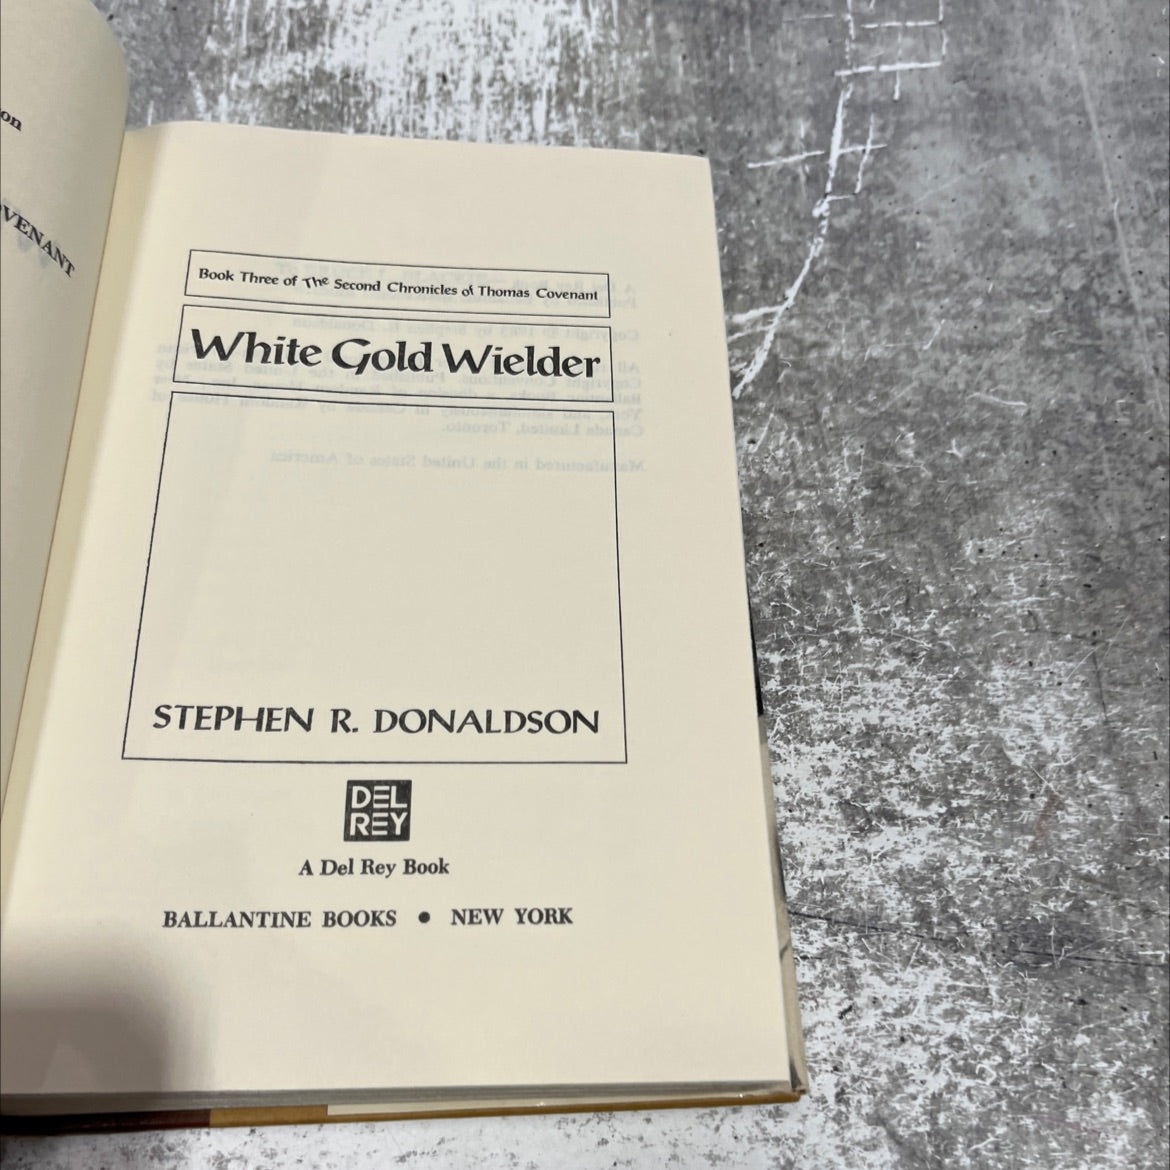 on
OVENANT
Book Three of The Second Chronicles of Thomas Covenant
White Gold Wielder
STEPHEN R. DONALDSON
DEL
REY
A Del Rey Book
BALLANTINE BOOKS • NEW YORK